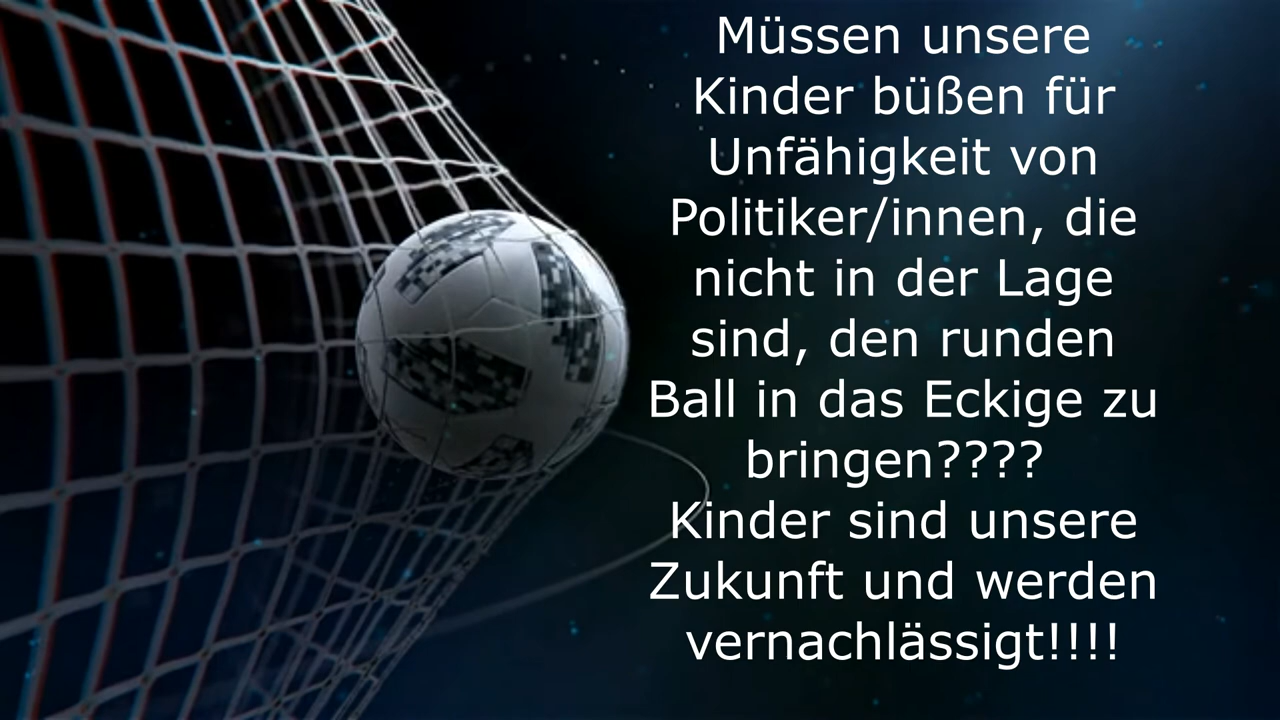 Müssen unsere
Kinder büßen für
Unfähigkeit von
Politiker/innen, die
nicht in der Lage
sind, den runden
Ball in das Eckige zu
bringen????
Kinder sind unsere
Zukunft und werden
vernachlässigt!!!!